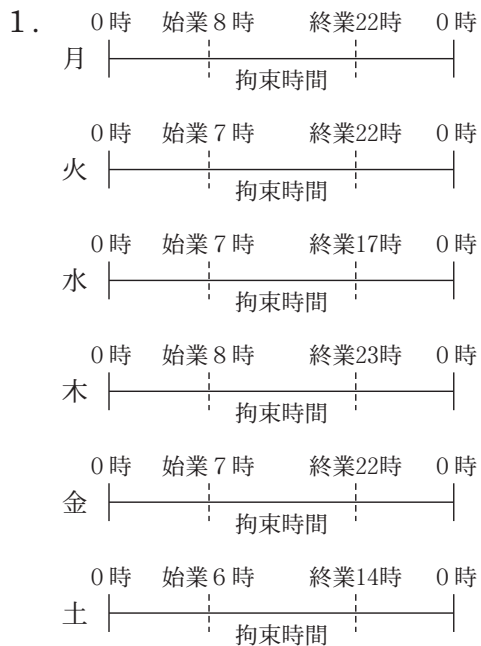 1. 0時 始業8時 終業22時 0時
月
拘束時間
0時 始業7時 終業22時 0時
火
拘束時間
0時 始業7時 終業17時 0時
水
拘束時間
0時 始業8時 終業23時 0時
木
拘束時間
0時 始業7時 終業22時 0時
金
拘束時間
0時 始業6時 終業14時 0時
土
拘束時間